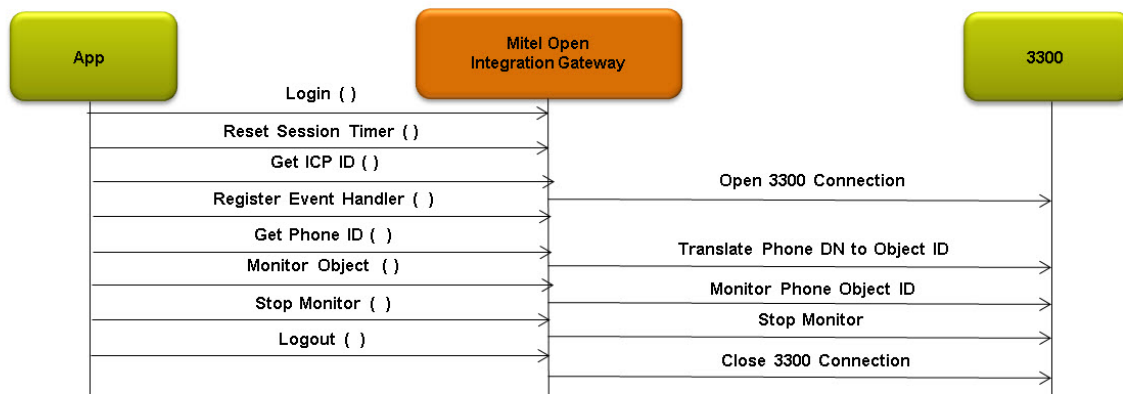 App
Mitel Open
Integration Gateway
3300
Login ( )
Reset Session Timer ( )
Get ICP ID ( )
Open 3300 Connection
Register Event Handler ( )
Get Phone ID ( )
Translate Phone DN to Object ID
Monitor Object ( )
Monitor Phone Object ID
Stop Monitor ( )
Stop Monitor
Logout ( )
Close 3300 Connection